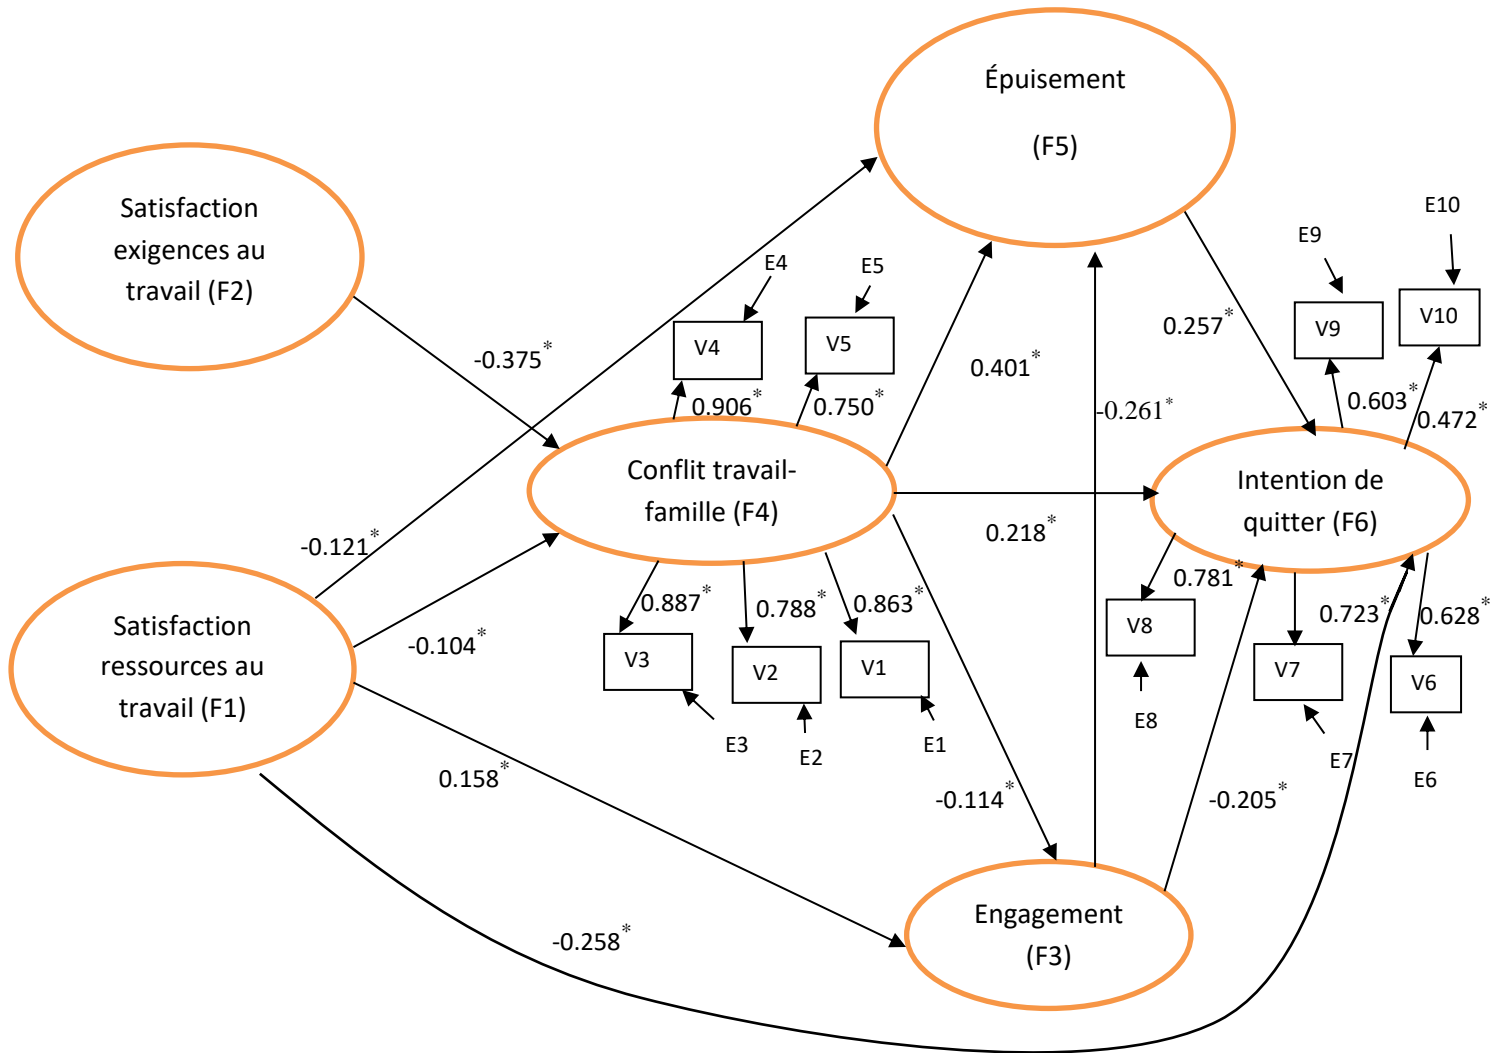 Épuisement
(F5)
Satisfaction
exigences au
travail (F2)
E10
E9
E4
E5
V4
V5
V9
V10
0.257*
-0.375*
0.401*
0.906*
0.750*
-0.261*
0.603*
0.472*
Conflit travail-
famille (F4)
Intention de
quitter (F6)
0.218*
-0.121*
0.781*
0.887*
0.788*
0.863*
0.723*
0.628*
Satisfaction
ressources au
travail (F1)
-0.104*
V3
V2
V1
V8
V7
V6
E3
E2
E1
E8
E7
E6
0.158*
-0.114*
-0.205*
-0.258*
Engagement
(F3)